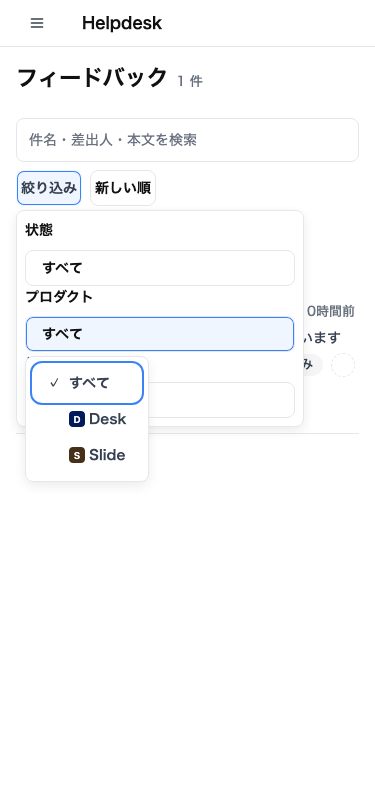 Helpdesk
フィードバック 1 件
件名・差出人・本文を検索
絞り込み 新しい順
状態
すべて
0時間前
プロダクト
います
すべて
み
✓ すべて
D Desk
S Slide